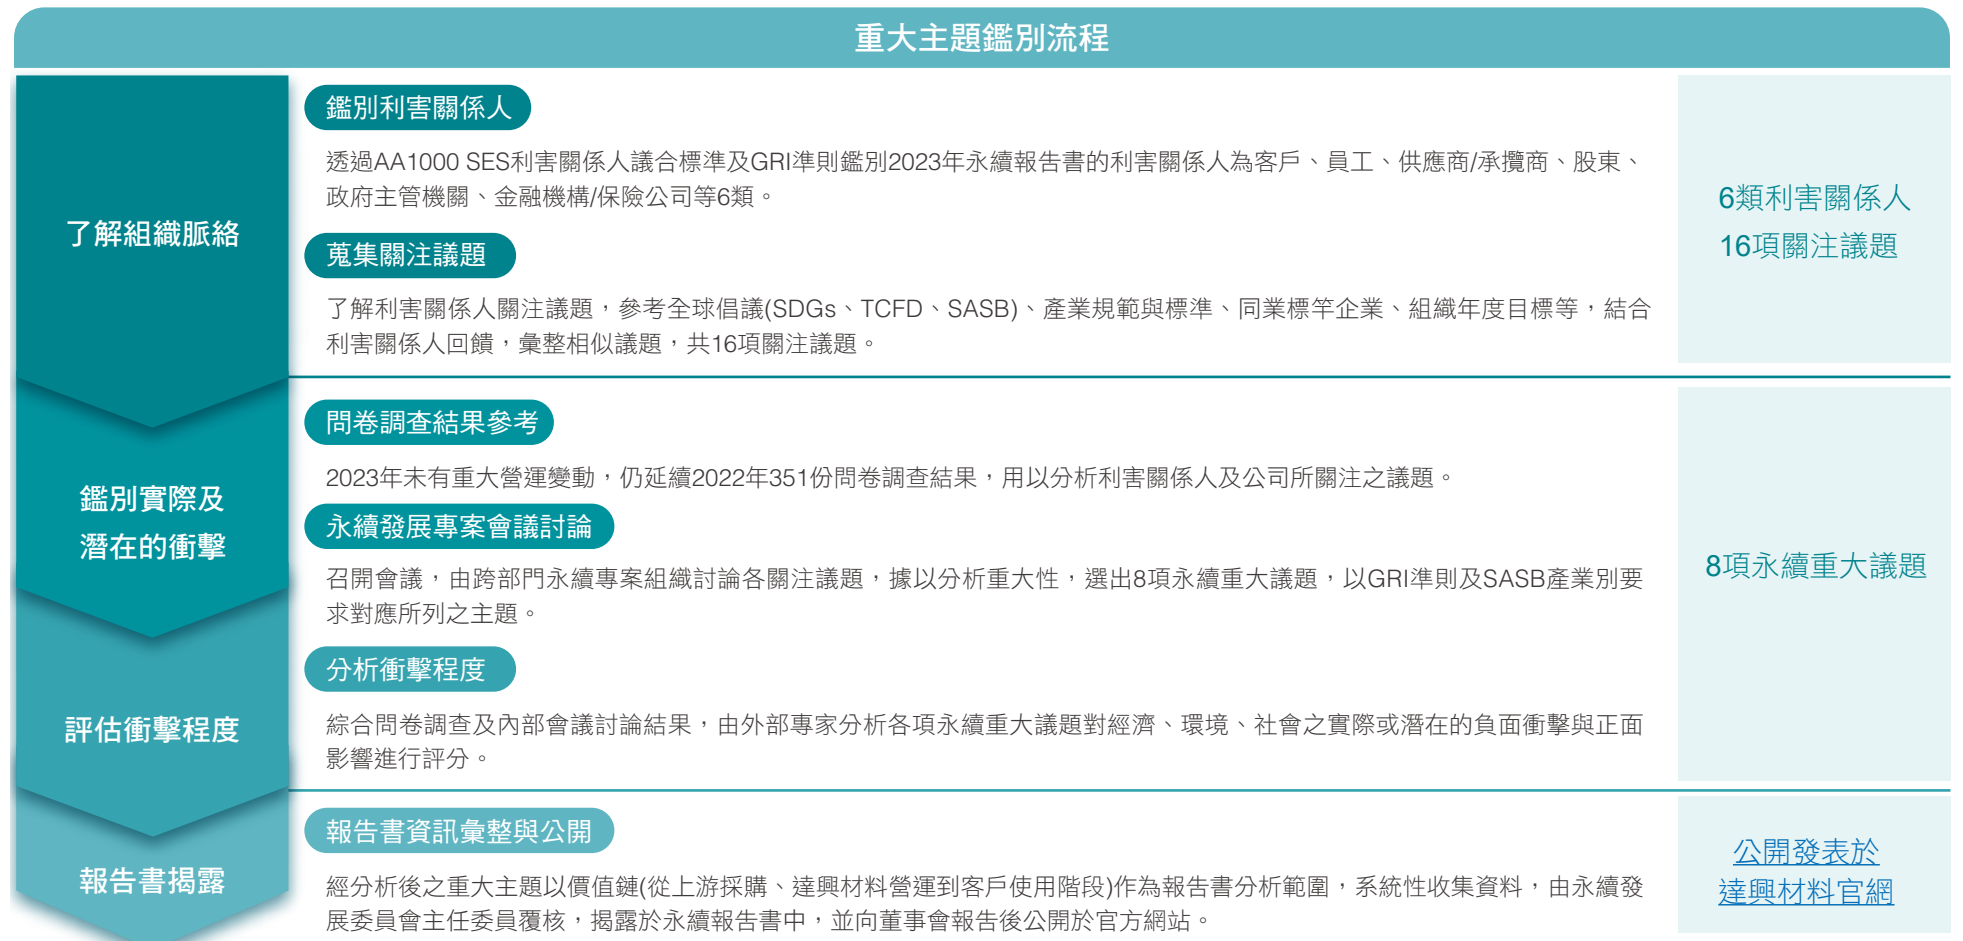 重大主題鑑別流程
了解組織脈絡
鑑別利害關係人
透過AA1000 SES利害關係人議合標準及GRI準則鑑別2023年永續報告書的利害關係人為客戶、員工、供應商/承攬商、股東、
政府主管機關、金融機構/保險公司等6類。
蒐集關注議題
了解利害關係人關注議題，參考全球倡議(SDGs、TCFD、SASB)、產業規範與標準、同業標竿企業、組織年度目標等，結合
利害關係人回饋，彙整相似議題，共16項關注議題。
6類利害關係人
16項關注議題
鑑別實際及
潛在的衝擊
問卷調查結果參考
2023年未有重大營運變動，仍延續2022年351份問卷調查結果，用以分析利害關係人及公司所關注之議題。
永續發展專案會議討論
召開會議，由跨部門永續專案組織討論各關注議題，據以分析重大性，選出8項永續重大議題，以GRI準則及SASB產業別要
求對應所列之主題。
8項永續重大議題
評估衝擊程度
分析衝擊程度
綜合問卷調查及內部會議討論結果，由外部專家分析各項永續重大議題對經濟、環境、社會之實際或潛在的負面衝擊與正面
影響進行評分。
報告書揭露
報告書資訊彙整與公開
經分析後之重大主題以價值鏈(從上游採購、達興材料營運到客戶使用階段)作為報告書分析範圍，系統性收集資料，由永續發
展委員會主任委員覆核，揭露於永續報告書中，並向董事會報告後公開於官方網站。
公開發表於
達興材料官網